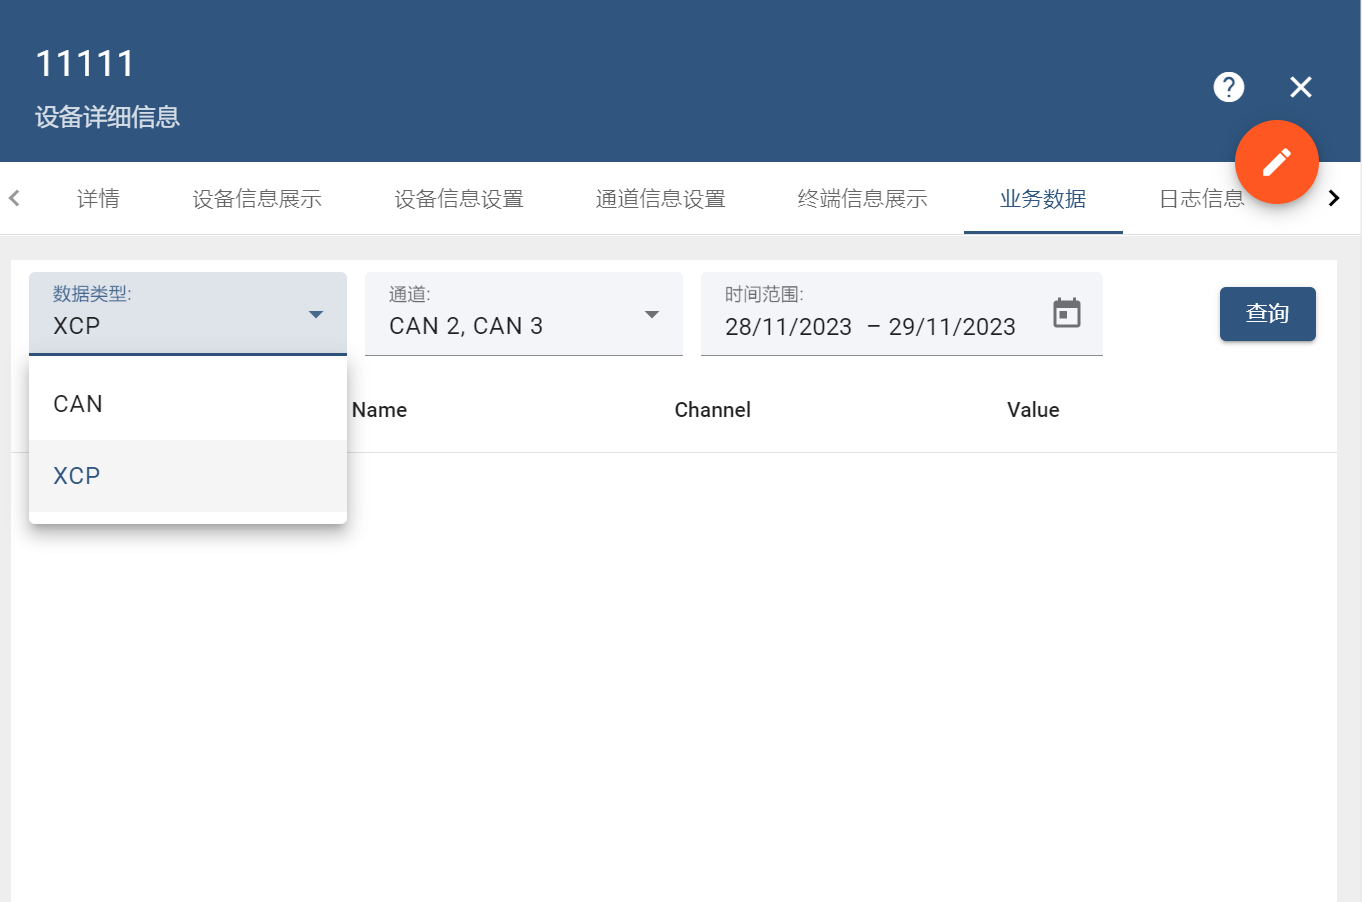 11111
设备详细信息
详情 设备信息展示 设备信息设置 通道信息设置 终端信息展示 业务数据 日志信息
数据类型: 通道: 时间范围:
XCP CAN 2, CAN 3 28/11/2023 – 29/11/2023 查询
CAN
Name Channel Value
XCP